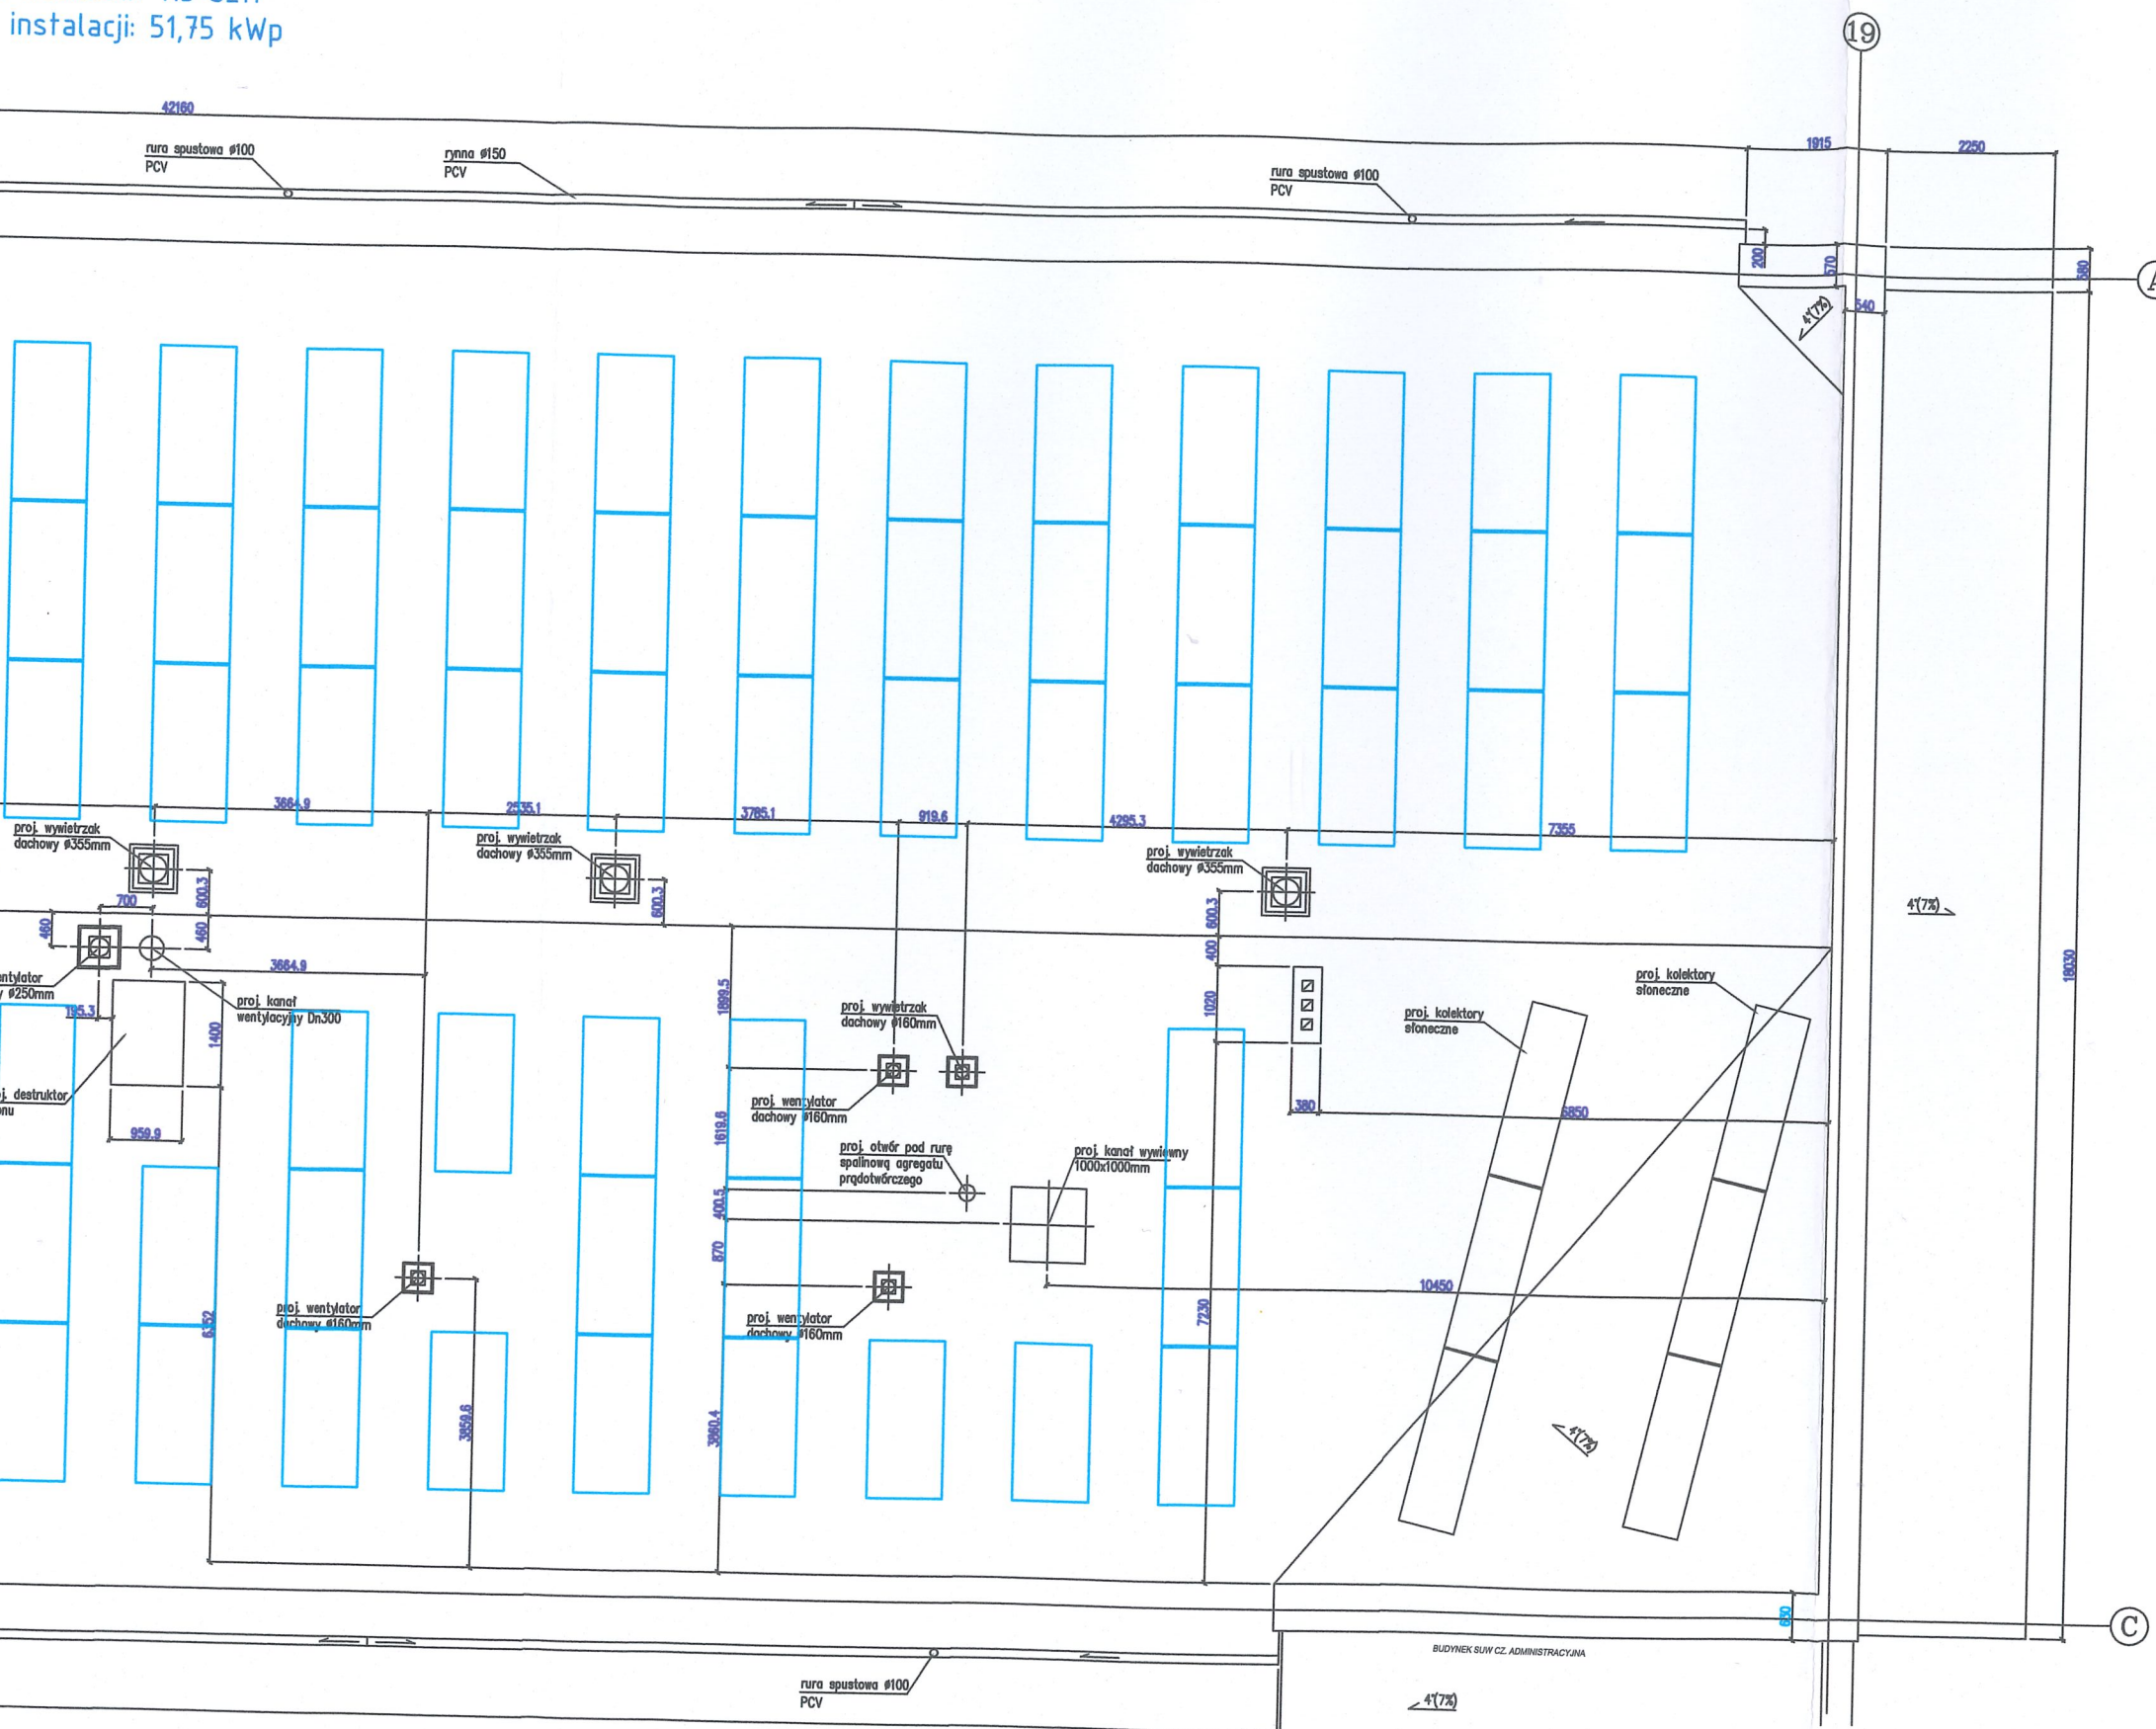 instalacji: 51,75 kWp
19
42160
1915
2250
rura spustowa ø100
PCV
rynna ø150
PCV
rura spustowa ø100
PCV
200
570
580
540
4°(7%)
3664.9
2535.1
3785.1
919.6
4295.3
7355
proj. wywietrzak
dachowy ø355mm
proj. wywietrzak
dachowy ø355mm
proj. wywietrzak
dachowy ø355mm
600.3
600.3
600.3
700
460
460
400
4°(7%)
18030
3664.9
ø250mm
195.3
proj. kanał
wentylacyjny Dn300
1400
1899.5
proj. wywietrzak
dachowy ø160mm
1020
proj. kolektory
słoneczne
proj. kolektory
słoneczne
destruktor
959.9
proj. wentylator
dachowy ø160mm
1619.6
380
6850
proj. otwór pod rurę
spalinową agregatu
prądotwórczego
proj. kanał wywiewny
1000x1000mm
400.5
870
10450
proj. wentylator
dachowy ø160mm
6352
proj. wentylator
dachowy ø160mm
7230
3859.6
3860.4
4°(7%)
C
BUDYNEK SUW CZ. ADMINISTRACYJNA
rura spustowa ø100
PCV
4°(7%)